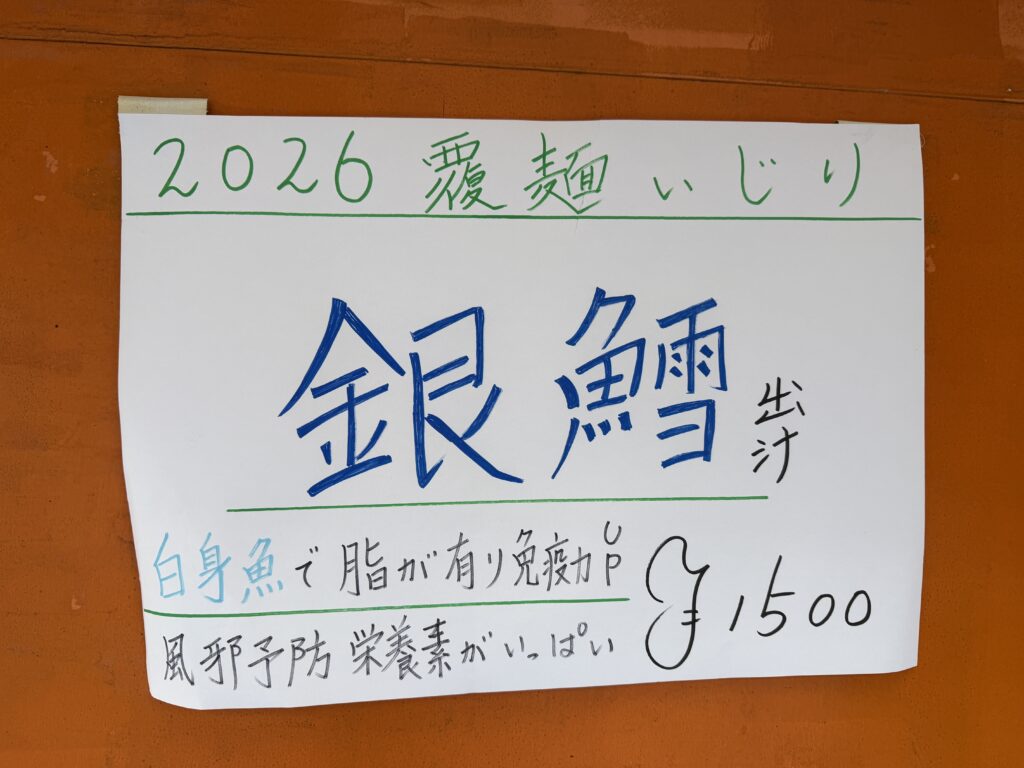 2026 覆麺いじり
銀鱈出汁
白身魚で脂が有り免疫力UP
風邪予防 栄養素がいっぱい
¥1500